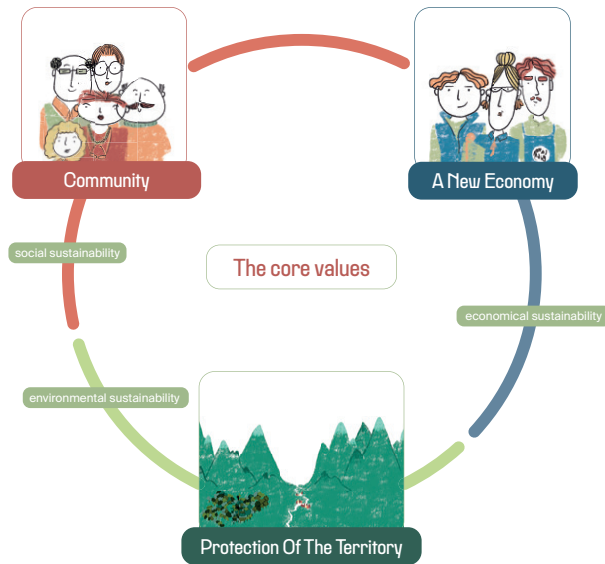 Community
A New Economy
social sustainability
The core values
economical sustainability
environmental sustainability
Protection Of The Territory